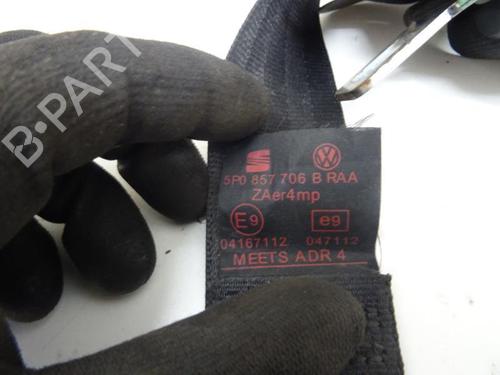 5P0 857 706 B RAA
ZAer4mp
E9 e9
04167112 047112
MEETS ADR 4
B-PARTS